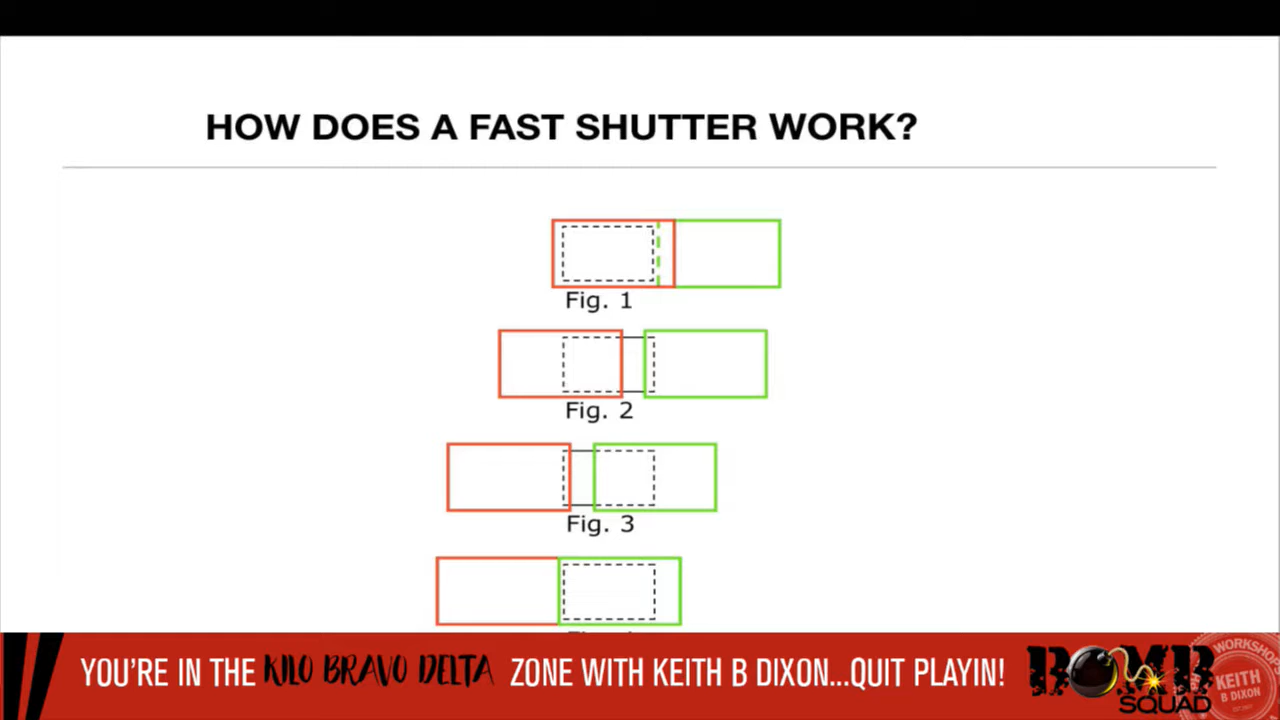 HOW DOES A FAST SHUTTER WORK?
Fig. 1
Fig. 2
Fig. 3
YOU'RE IN THE KILO BRAVO DELTA ZONE WITH KEITH B DIXON...QUIT PLAYIN!
BOMB
SQUAD
WORKSHOP
KEITH
B DIXON